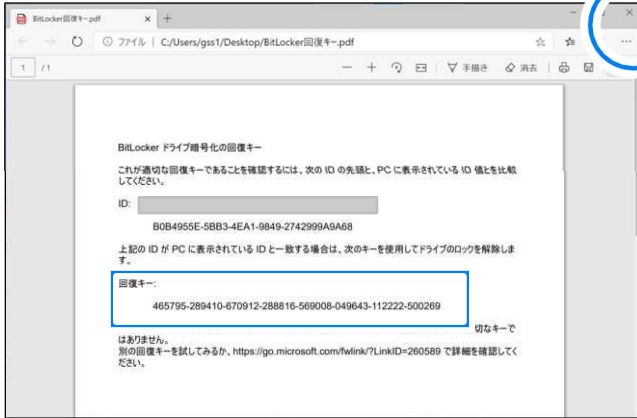 BitLocker回復キー.pdf
ファイル | C:/Users/gss1/Desktop/BitLocker回復キー.pdf
1 /1 手描き 消去
BitLocker ドライブ暗号化の回復キー
これが適切な回復キーであることを確認するには、次の ID の先頭と、PC に表示されている ID 値とを比較
してください。
ID:
B0B4955E-5BB3-4EA1-9849-2742999A9A68
上記の ID が PC に表示されている ID と一致する場合は、次のキーを使用してドライブのロックを解除しま
す。
回復キー:
465795-289410-670912-288816-569008-049643-112222-500269
切なキーで
はありません。
別の回復キーを試してみるか、https://go.microsoft.com/fwlink/?LinkID=260589 で詳細を確認してく
ださい。